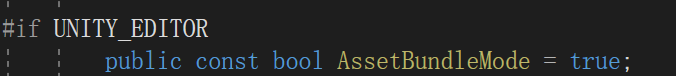 #if UNITY_EDITOR
public const bool AssetBundleMode = true;